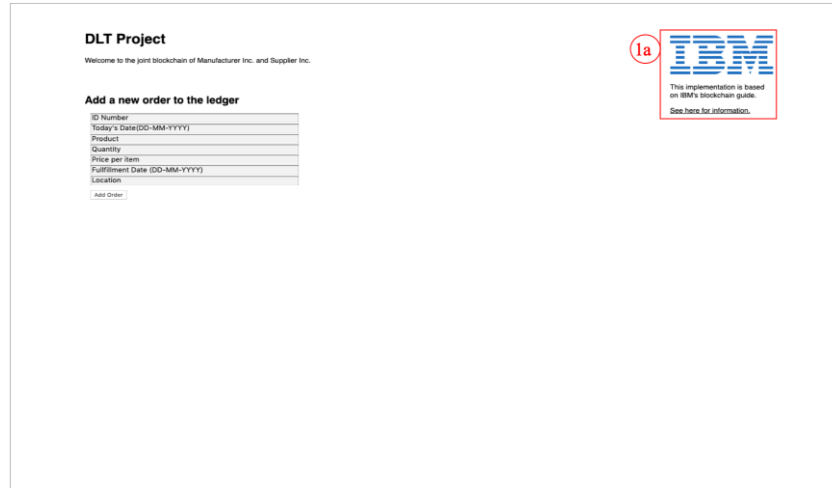 DLT Project
Welcome to the joint blockchain of Manufacturer Inc. and Supplier Inc.
Add a new order to the ledger
ID Number
Today's Date(DD-MM-YYYY)
Product
Quantity
Price per item
Fullfillment Date (DD-MM-YYYY)
Location
Add Order
1a
IBM
This implementation is based
on IBM's blockchain guide.
See here for information.